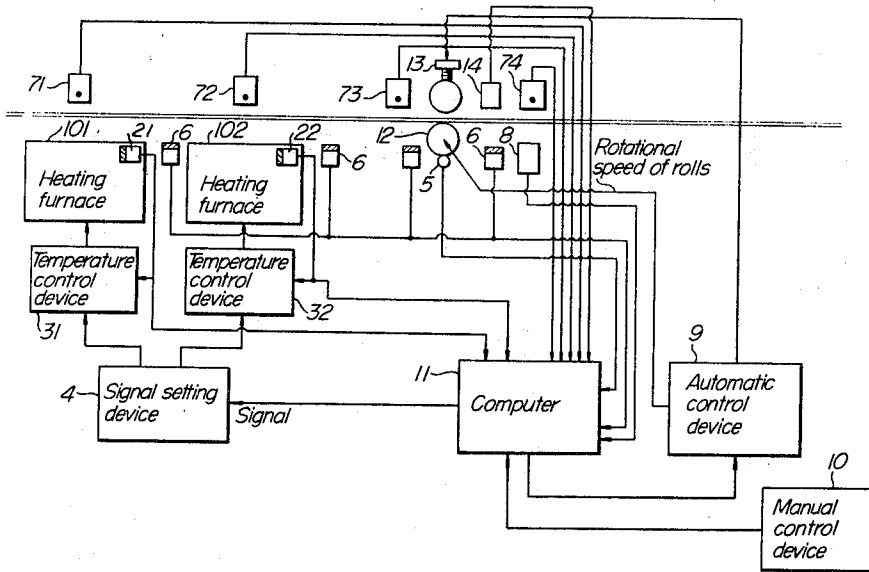 13 14 74
71 72 73
101 21 6 102 22 6 12 6 8
5
Rotational
speed of rolls
Heating
furnace
Heating
furnace
Temperature
control
device
Temperature
control
device
31
32
9
11
4
Signal setting
device
Signal
Computer
Automatic
control
device
10
Manual
control
device